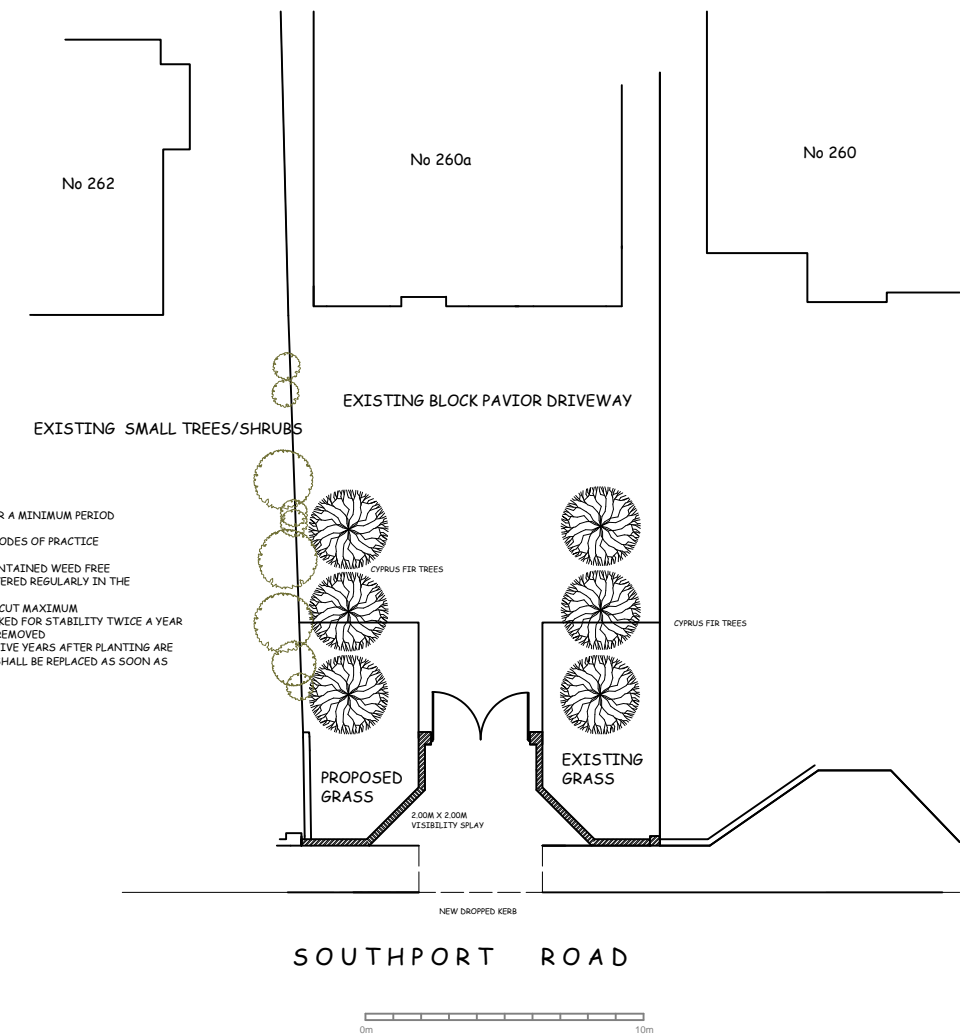 No 260a
No 260
No 262
EXISTING BLOCK PAVIOR DRIVEWAY
EXISTING SMALL TREES/SHRUBS
R A MINIMUM PERIOD
ODES OF PRACTICE
NTAINED WEED FREE
ERED REGULARLY IN THE
CUT MAXIMUM
KED FOR STABILITY TWICE A YEAR
REMOVED
IVE YEARS AFTER PLANTING ARE
SHALL BE REPLACED AS SOON AS
CYPRUS FIR TREES
CYPRUS FIR TREES
PROPOSED
GRASS
EXISTING
GRASS
2.00M X 2.00M
VISIBILITY SPLAY
NEW DROPPED KERB
SOUTHPORT ROAD
0m 10m